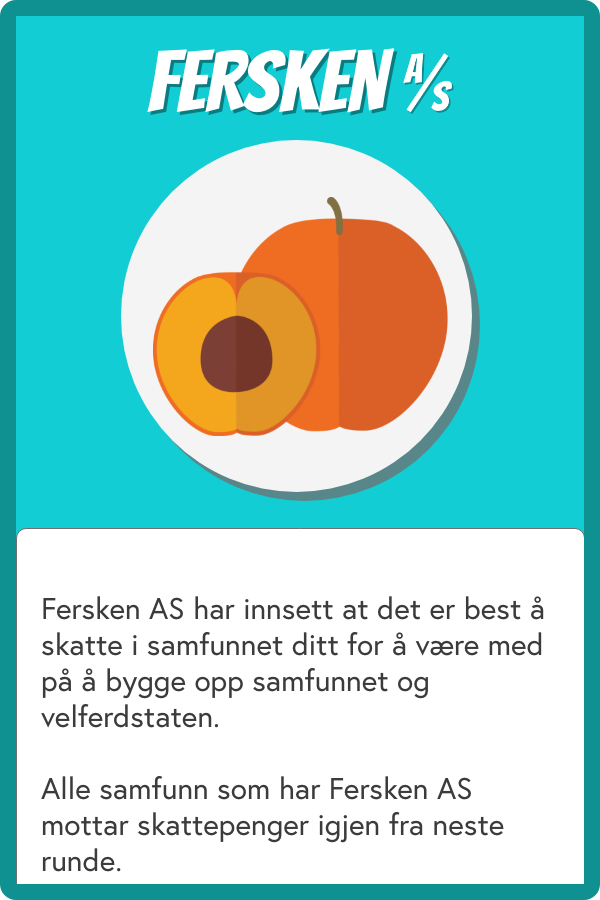 FERSKEN A/S
Fersken AS har innsett at det er best å
skatte i samfunnet ditt for å være med
på å bygge opp samfunnet og
velferdstaten.
Alle samfunn som har Fersken AS
mottar skattepenger igjen fra neste
runde.